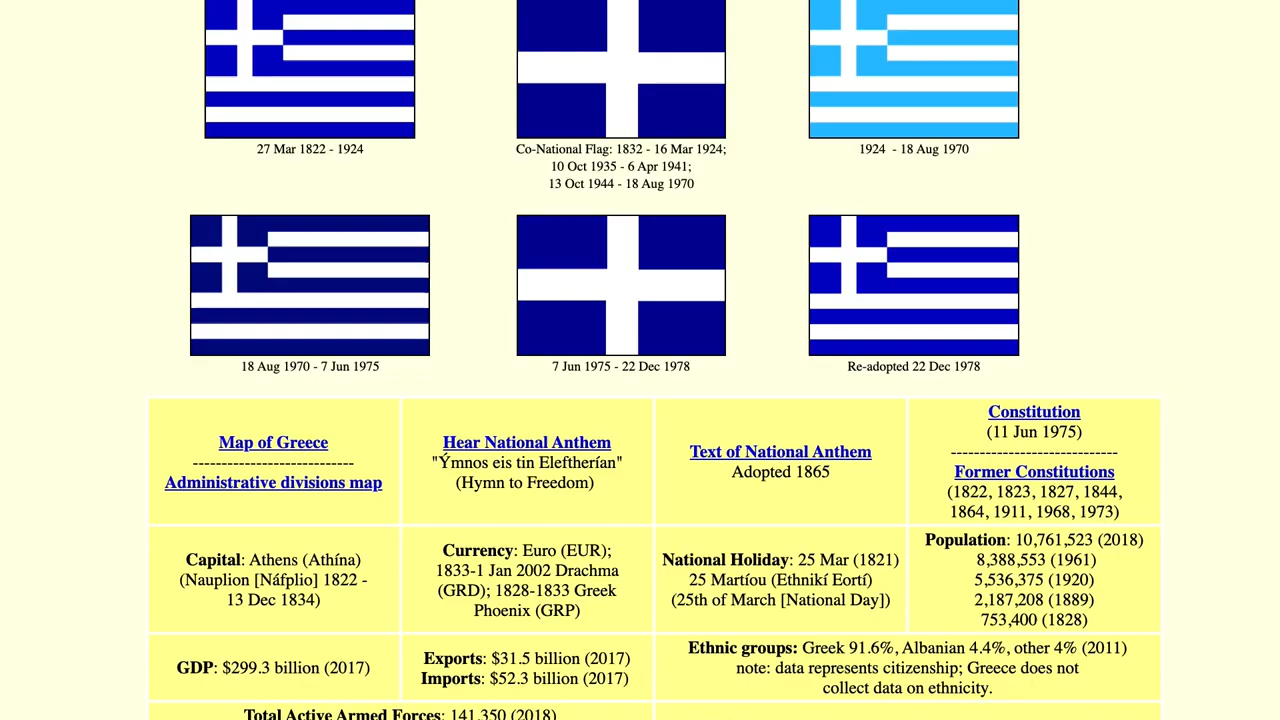 27 Mar 1822 - 1924
Co-National Flag: 1832 - 16 Mar 1924;
10 Oct 1935 - 6 Apr 1941;
13 Oct 1944 - 18 Aug 1970
1924 - 18 Aug 1970
18 Aug 1970 - 7 Jun 1975
7 Jun 1975 - 22 Dec 1978
Re-adopted 22 Dec 1978
Map of Greece
----------------------------
Administrative divisions map
Hear National Anthem
"Ýmnos eis tin Eleftherían"
(Hymn to Freedom)
Text of National Anthem
Adopted 1865
Constitution
(11 Jun 1975)
-----------------------------
Former Constitutions
(1822, 1823, 1827, 1844,
1864, 1911, 1968, 1973)
Capital: Athens (Athína)
(Nauplion [Náfplio] 1822 -
13 Dec 1834)
Currency: Euro (EUR);
1833-1 Jan 2002 Drachma
(GRD); 1828-1833 Greek
Phoenix (GRP)
National Holiday: 25 Mar (1821)
25 Martíou (Ethnikí Eortí)
(25th of March [National Day])
Population: 10,761,523 (2018)
8,388,553 (1961)
5,536,375 (1920)
2,187,208 (1889)
753,400 (1828)
GDP: $299.3 billion (2017)
Exports: $31.5 billion (2017)
Imports: $52.3 billion (2017)
Ethnic groups: Greek 91.6%, Albanian 4.4%, other 4% (2011)
note: data represents citizenship; Greece does not
collect data on ethnicity.
Total Active Armed Forces: 141,350 (2018)